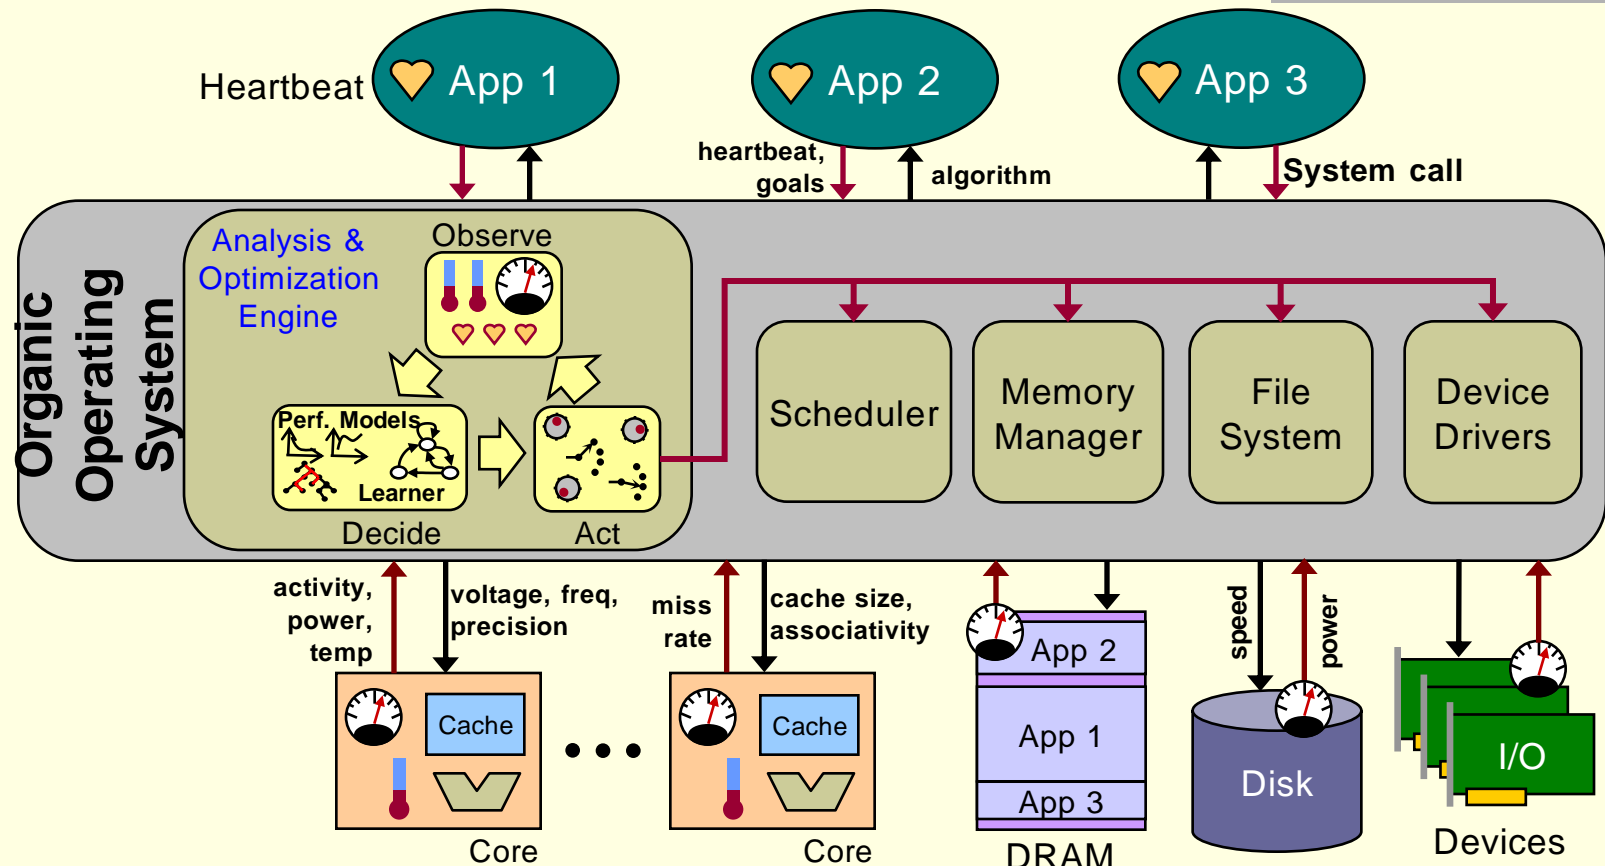 Heartbeat
App 1
App 2
App 3
heartbeat,
goals
algorithm
System call
Organic
Operating
System
Analysis &
Optimization
Engine
Observe
Perf. Models
Learner
Decide
Act
Scheduler
Memory
Manager
File
System
Device
Drivers
activity,
power,
temp
voltage, freq,
precision
miss
rate
cache size,
associativity
speed
power
Cache
Core
Cache
Core
App 2
App 1
App 3
DRAM
Disk
I/O
Devices